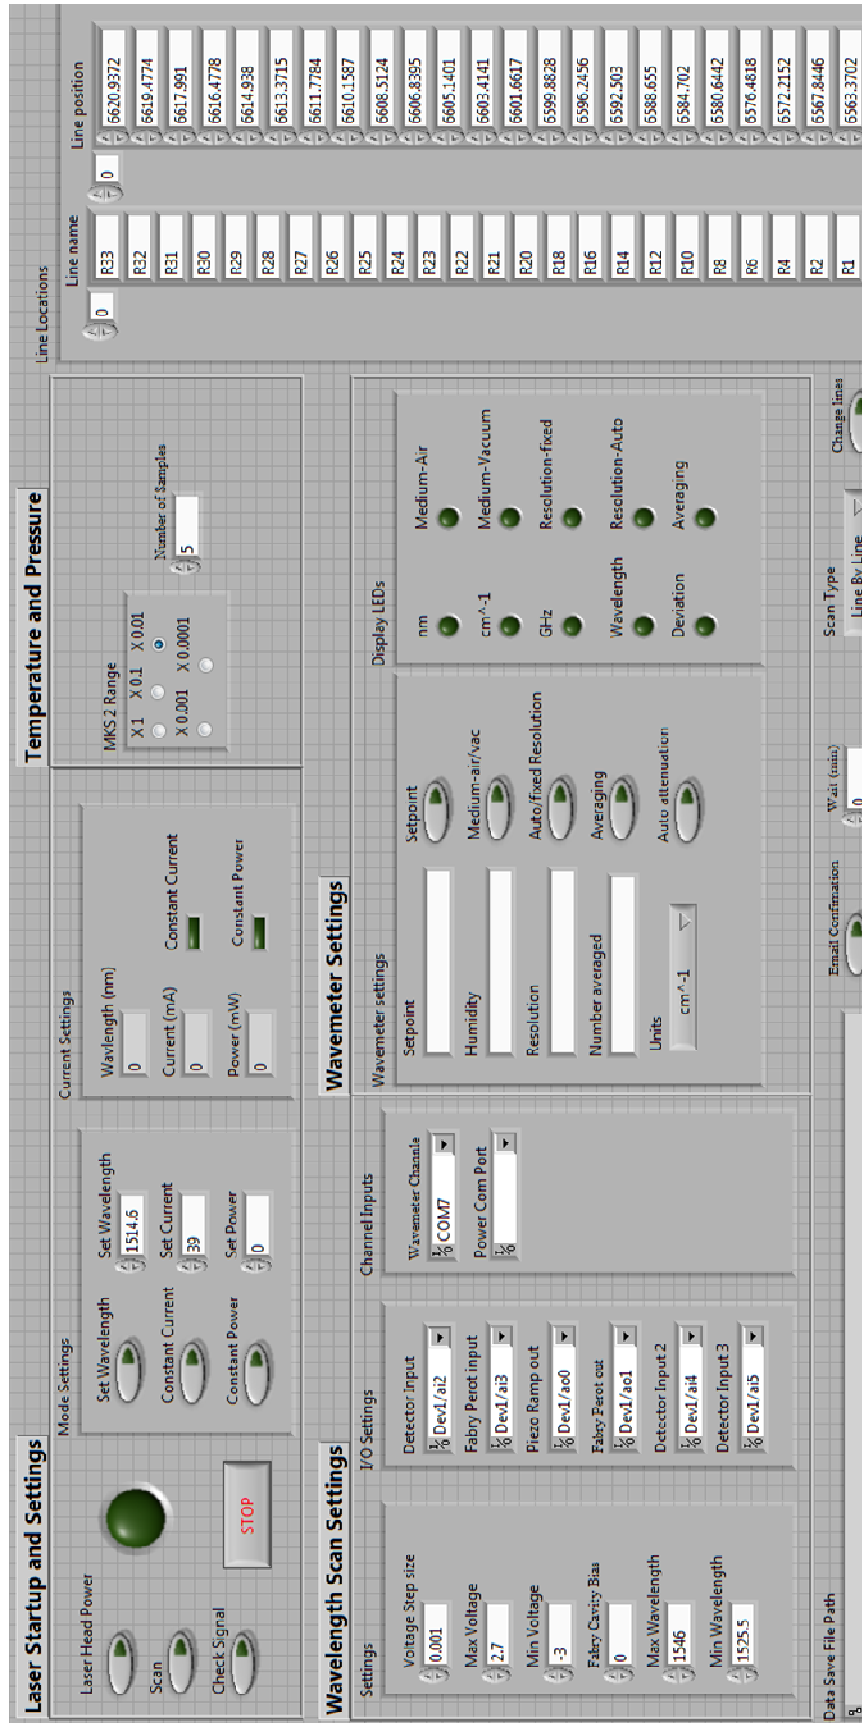 Laser Startup and Settings
Laser Head Power
Scan
Check Signal
STOP
Mode Settings
Set Wavelength
Set Wavelength
1514.6
Constant Current
Set Current
39
Constant Power
Set Power
0
Current Settings
Wavlength (nm)
0
Current (mA)
0
Constant Current
Power (mW)
0
Constant Power
Temperature and Pressure
MKS 2 Range
X 1
X 0.1
X 0.01
X 0.001
X 0.0001
Number of Samples
5
Wavelength Scan Settings
Settings
Voltage Step size
0.001
Max Voltage
2.7
Min Voltage
-3
Fabry Cavity Bias
0
Max Wavelength
1546
Min Wavelength
1525.5
I/O Settings
Detector Input
Dev1/ai2
Fabry Perot input
Dev1/ai3
Piezo Ramp out
Dev1/ao0
Fabry Perot out
Dev1/ao1
Detector Input 2
Dev1/ai4
Detector Input 3
Dev1/ai5
Channel Inputs
Wavemeter Channle
COM7
Power Com Port
Wavemeter Settings
Wavemeter settings
Setpoint
Setpoint
Humidity
Medium-air/vac
Resolution
Auto/fixed Resolution
Number averaged
Averaging
Units
cm^-1
Auto attenuation
Display LEDs
nm
Medium-Air
cm^-1
Medium-Vacuum
GHz
Resolution-fixed
Wavelength
Resolution-Auto
Deviation
Averaging
Data Save File Path
Email Confirmation
Wait (min)
0
Scan Type
Line By Line
Change lines
Line Locations
Line name
Line position
0
0
R33
6620.9372
R32
6619.4774
R31
6617.991
R30
6616.4778
R29
6614.938
R28
6613.3715
R27
6611.7784
R26
6610.1587
R25
6608.5124
R24
6606.8395
R23
6605.1401
R22
6603.4141
R21
6601.6617
R20
6599.8828
R18
6596.2456
R16
6592.503
R14
6588.655
R12
6584.702
R10
6580.6442
R8
6576.4818
R6
6572.2152
R4
6567.8446
R2
6563.3702
R1